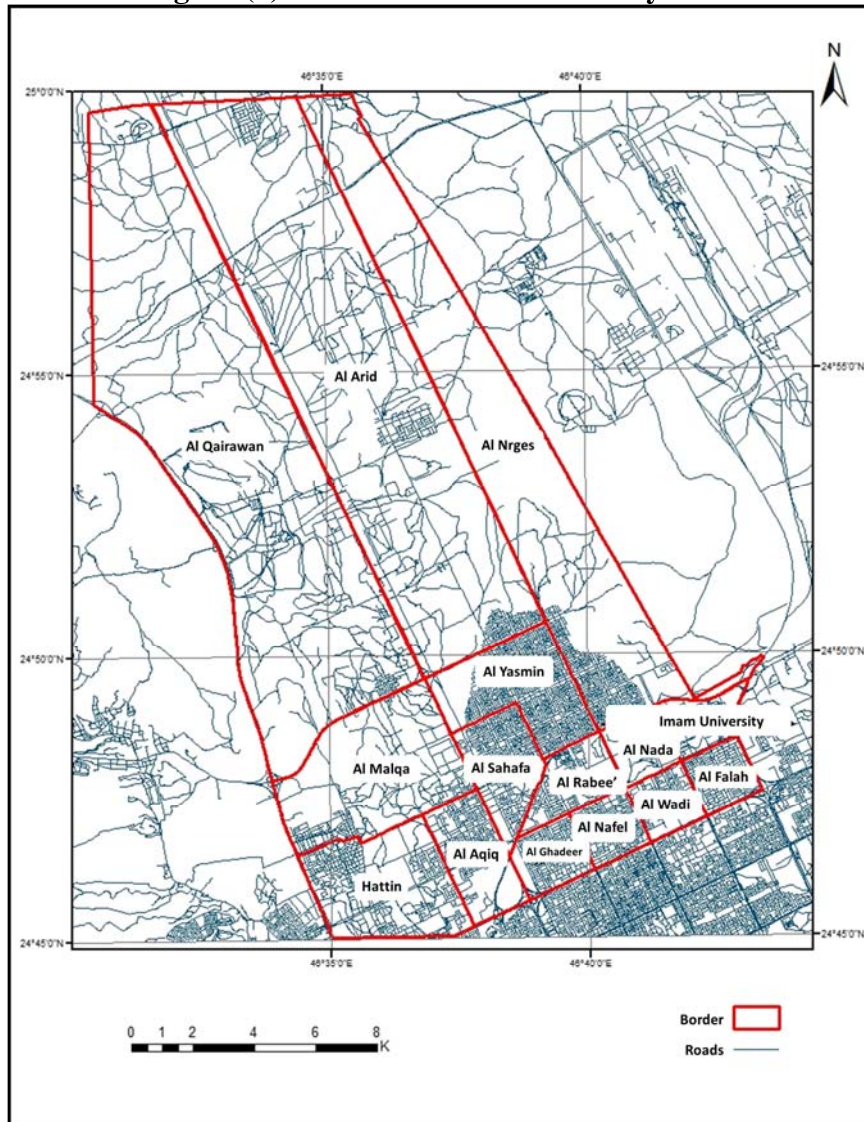 N
46°35'0"E 46°40'0"E
25°0'0"N
24°55'0"N 24°55'0"N
Al Arid
Al Qairawan Al Nrges
24°50'0"N 24°50'0"N
Al Yasmin
Imam University
Al Nada
Al Malqa Al Sahafa Al Rabee' Al Falah
Al Wadi
Al Nafel
Al Aqiq Al Ghadeer
Hattin
24°45'0"N 24°45'0"N
46°35'0"E 46°40'0"E
Border
0 1 2 4 6 8
K
Roads